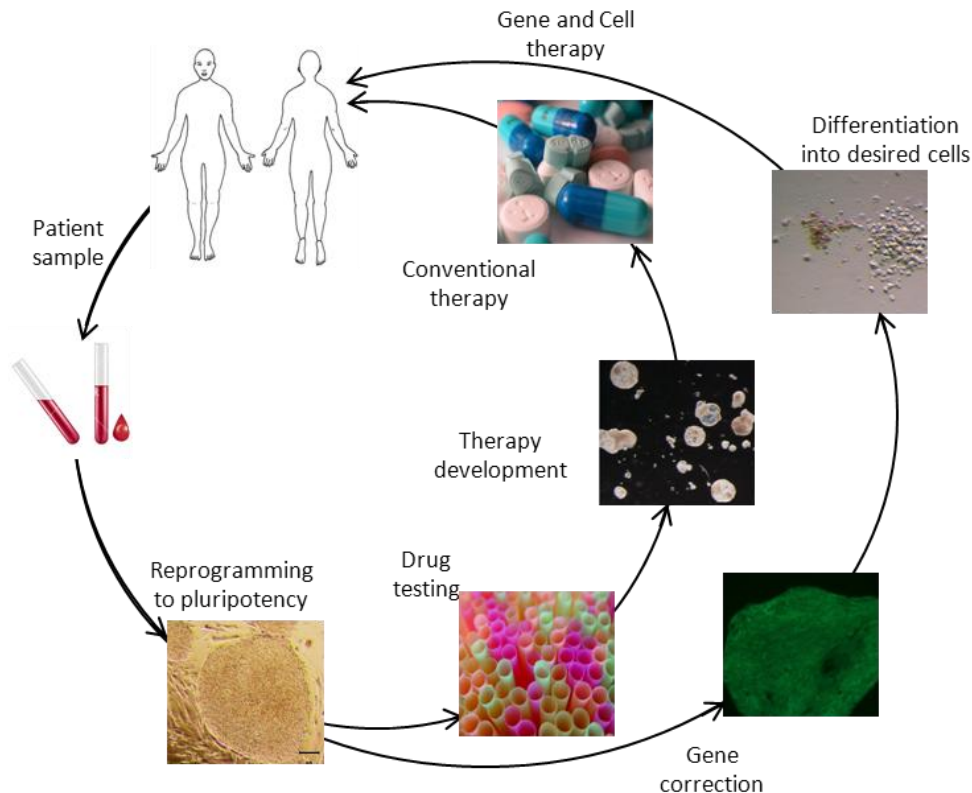 Gene and Cell
therapy
Differentiation
into desired cells
Patient
sample
Conventional
therapy
Therapy
development
Reprogramming
to pluripotency
Drug
testing
Gene
correction